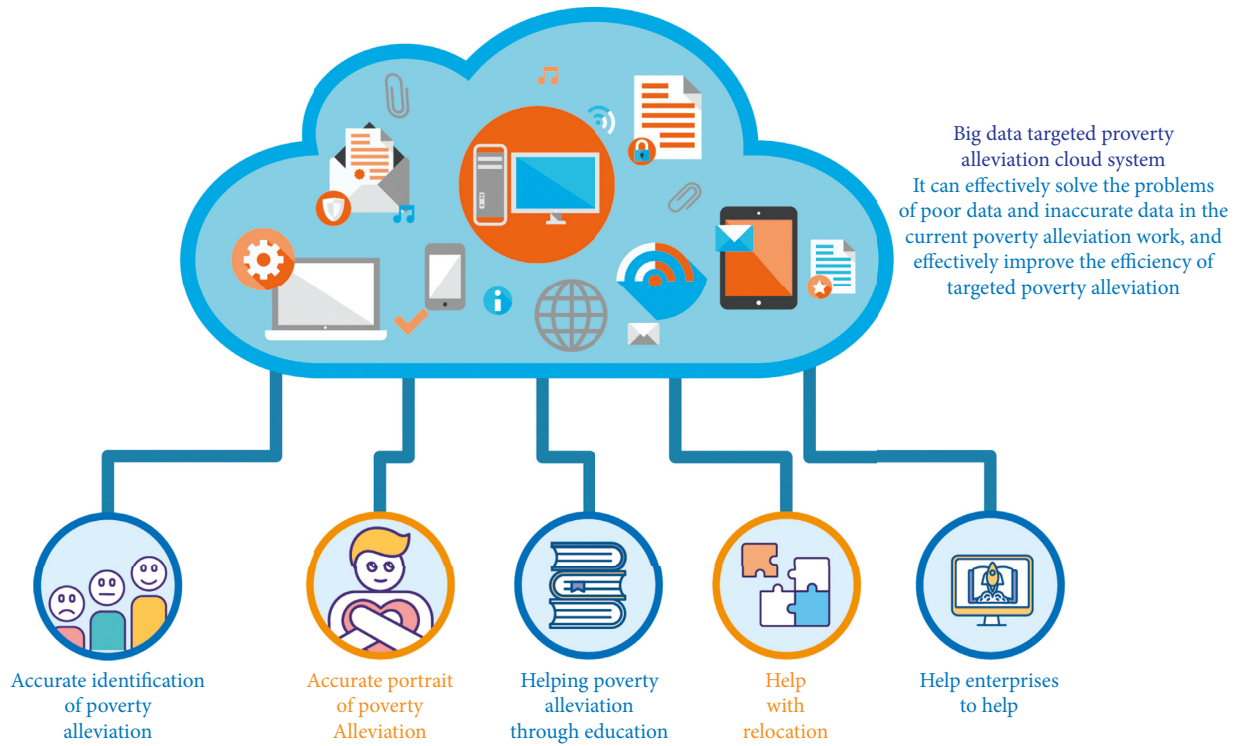 Big data targeted proverty
alleviation cloud system
It can effectively solve the problems
of poor data and inaccurate data in the
current poverty alleviation work, and
effectively improve the efficiency of
targeted poverty alleviation
Accurate identification
of poverty
alleviation
Accurate portrait
of poverty
Alleviation
Helping poverty
alleviation
through education
Help
with
relocation
Help enterprises
to help